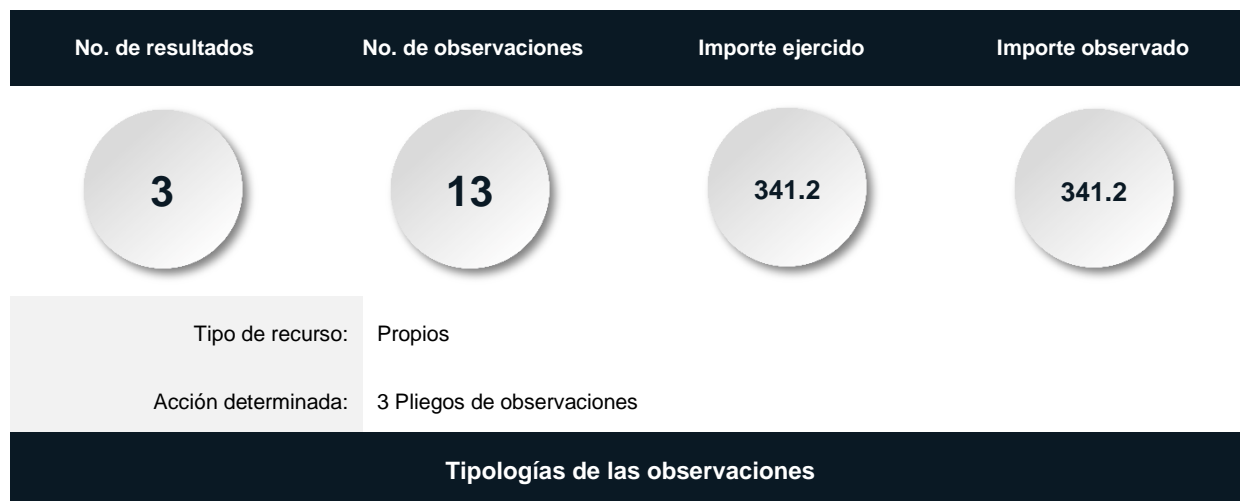 No. de resultados No. de observaciones Importe ejercido Importe observado
3 13 341.2 341.2
Tipo de recurso: Propios
Acción determinada: 3 Pliegos de observaciones
Tipologías de las observaciones